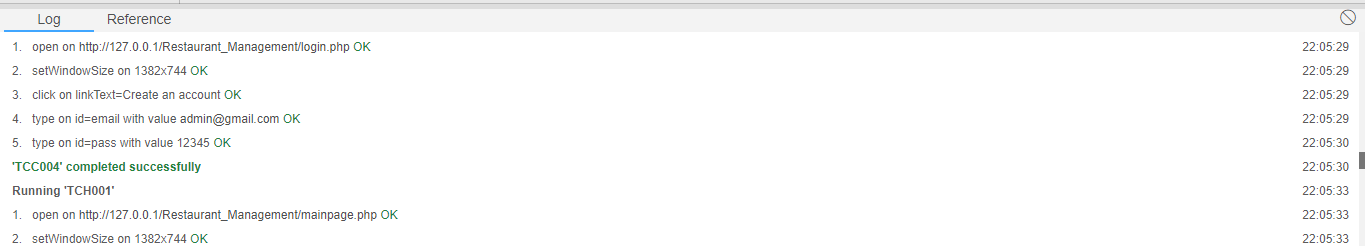 Log Reference
1. open on http://127.0.0.1/Restaurant_Management/login.php OK 22:05:29
2. setWindowSize on 1382x744 OK 22:05:29
3. click on linkText=Create an account OK 22:05:29
4. type on id=email with value admin@gmail.com OK 22:05:29
5. type on id=pass with value 12345 OK 22:05:30
'TCC004' completed successfully 22:05:30
Running 'TCH001' 22:05:33
1. open on http://127.0.0.1/Restaurant_Management/mainpage.php OK 22:05:33
2. setWindowSize on 1382x744 OK 22:05:33